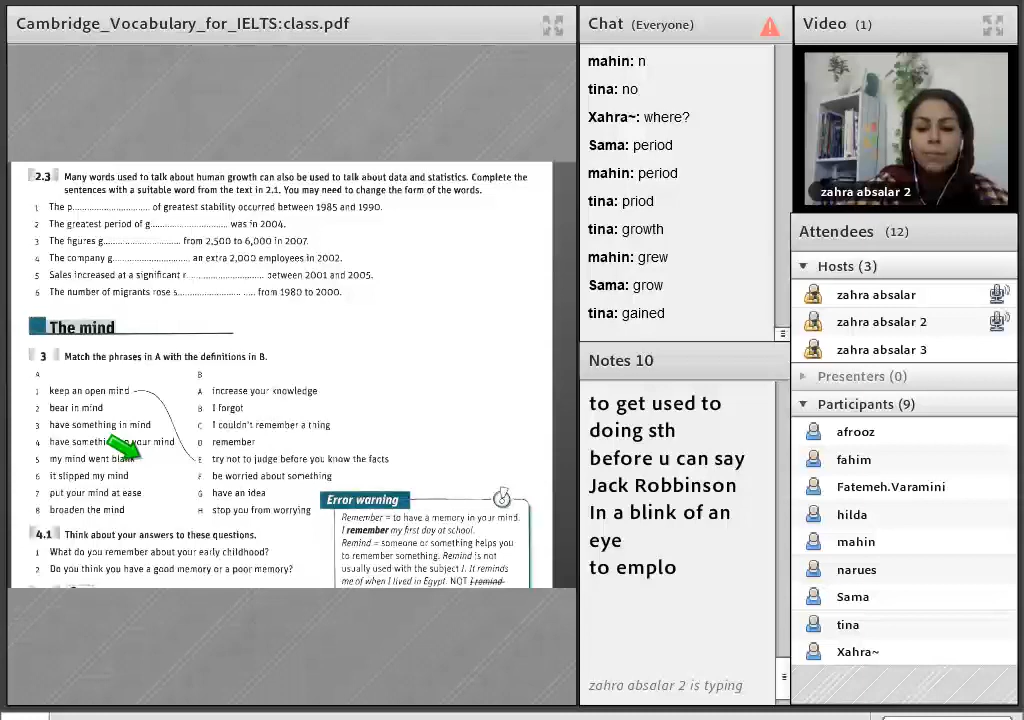 Cambridge_Vocabulary_for_IELTS:class.pdf
2.3 Many words used to talk about human growth can also be used to talk about data and statistics. Complete the
sentences with a suitable word from the text in 2.1. You may need to change the form of the words.
1 The p............................ of greatest stability occurred between 1985 and 1990.
2 The greatest period of g............................ was in 2004.
3 The figures g............................ from 2,500 to 6,000 in 2007.
4 The company g............................ an extra 2,000 employees in 2002.
5 Sales increased at a significant r............................ between 2001 and 2005.
6 The number of migrants rose s............................ from 1980 to 2000.
The mind
3 Match the phrases in A with the definitions in B.
A B
1 keep an open mind A increase your knowledge
2 bear in mind B I forgot
3 have something in mind C I couldn't remember a thing
4 have something your mind D remember
5 my mind went blank E try not to judge before you know the facts
6 it slipped my mind F be worried about something
7 put your mind at ease G have an idea
8 broaden the mind H stop you from worrying
Error warning
Remember = to have a memory in your mind.
I remember my first day at school.
Remind = someone or something helps you
to remember something. Remind is not
usually used with the subject I. It reminds
me of when I lived in Egypt. NOT I remind
4.1 Think about your answers to these questions.
1 What do you remember about your early childhood?
2 Do you think you have a good memory or a poor memory?
Chat (Everyone)
mahin: n
tina: no
Xahra~: where?
Sama: period
mahin: period
tina: priod
tina: growth
mahin: grew
Sama: grow
tina: gained
Notes 10
to get used to
doing sth
before u can say
Jack Robbinson
In a blink of an
eye
to emplo
zahra absalar 2 is typing
Video (1)
zahra absalar 2
Attendees (12)
Hosts (3)
zahra absalar
zahra absalar 2
zahra absalar 3
Presenters (0)
Participants (9)
afrooz
fahim
Fatemeh.Varamini
hilda
mahin
narues
Sama
tina
Xahra~